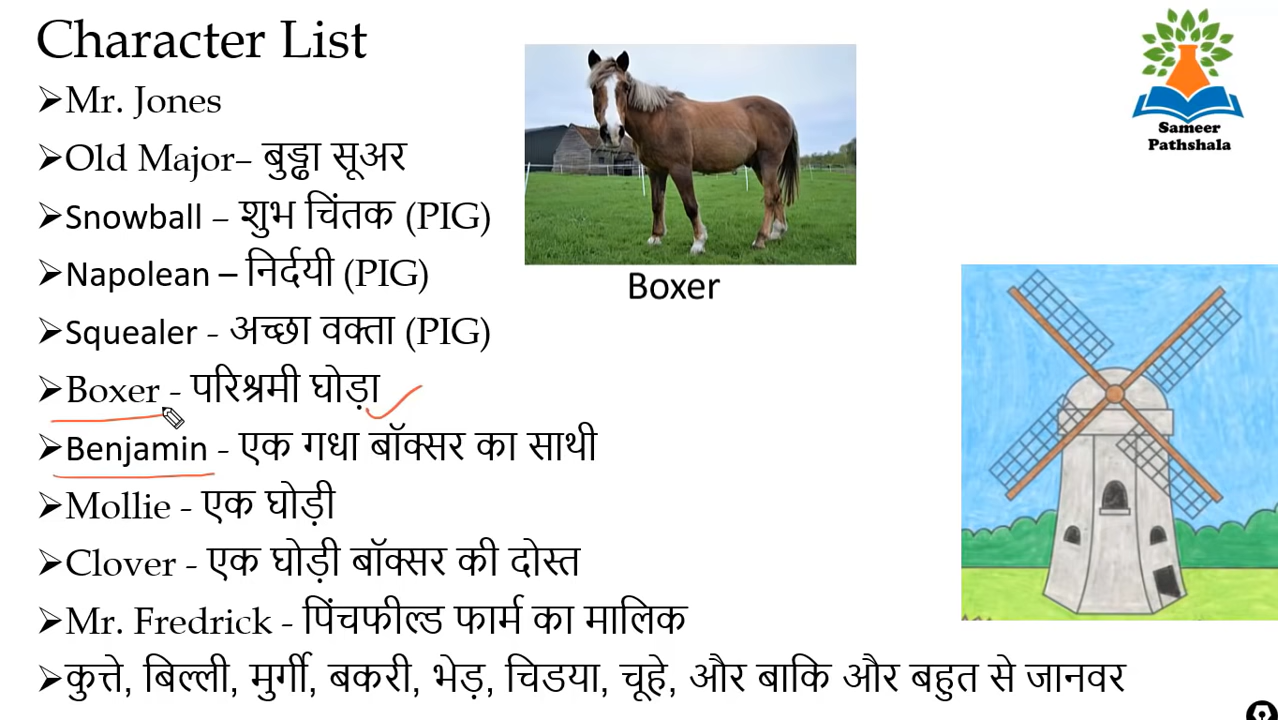 Character List
➢Mr. Jones
➢Old Major– बुड्ढा सूअर
➢Snowball – शुभ चिंतक (PIG)
➢Napolean – निर्दयी (PIG)
➢Squealer - अच्छा वक्ता (PIG)
➢Boxer - परिश्रमी घोड़ा
➢Benjamin - एक गधा बॉक्सर का साथी
➢Mollie - एक घोड़ी
➢Clover - एक घोड़ी बॉक्सर की दोस्त
➢Mr. Fredrick - पिंचफील्ड फार्म का मालिक
➢कुत्ते, बिल्ली, मुर्गी, बकरी, भेड़, चिडया, चूहे, और बाकि और बहुत से जानवर
Boxer
Sameer
Pathshala